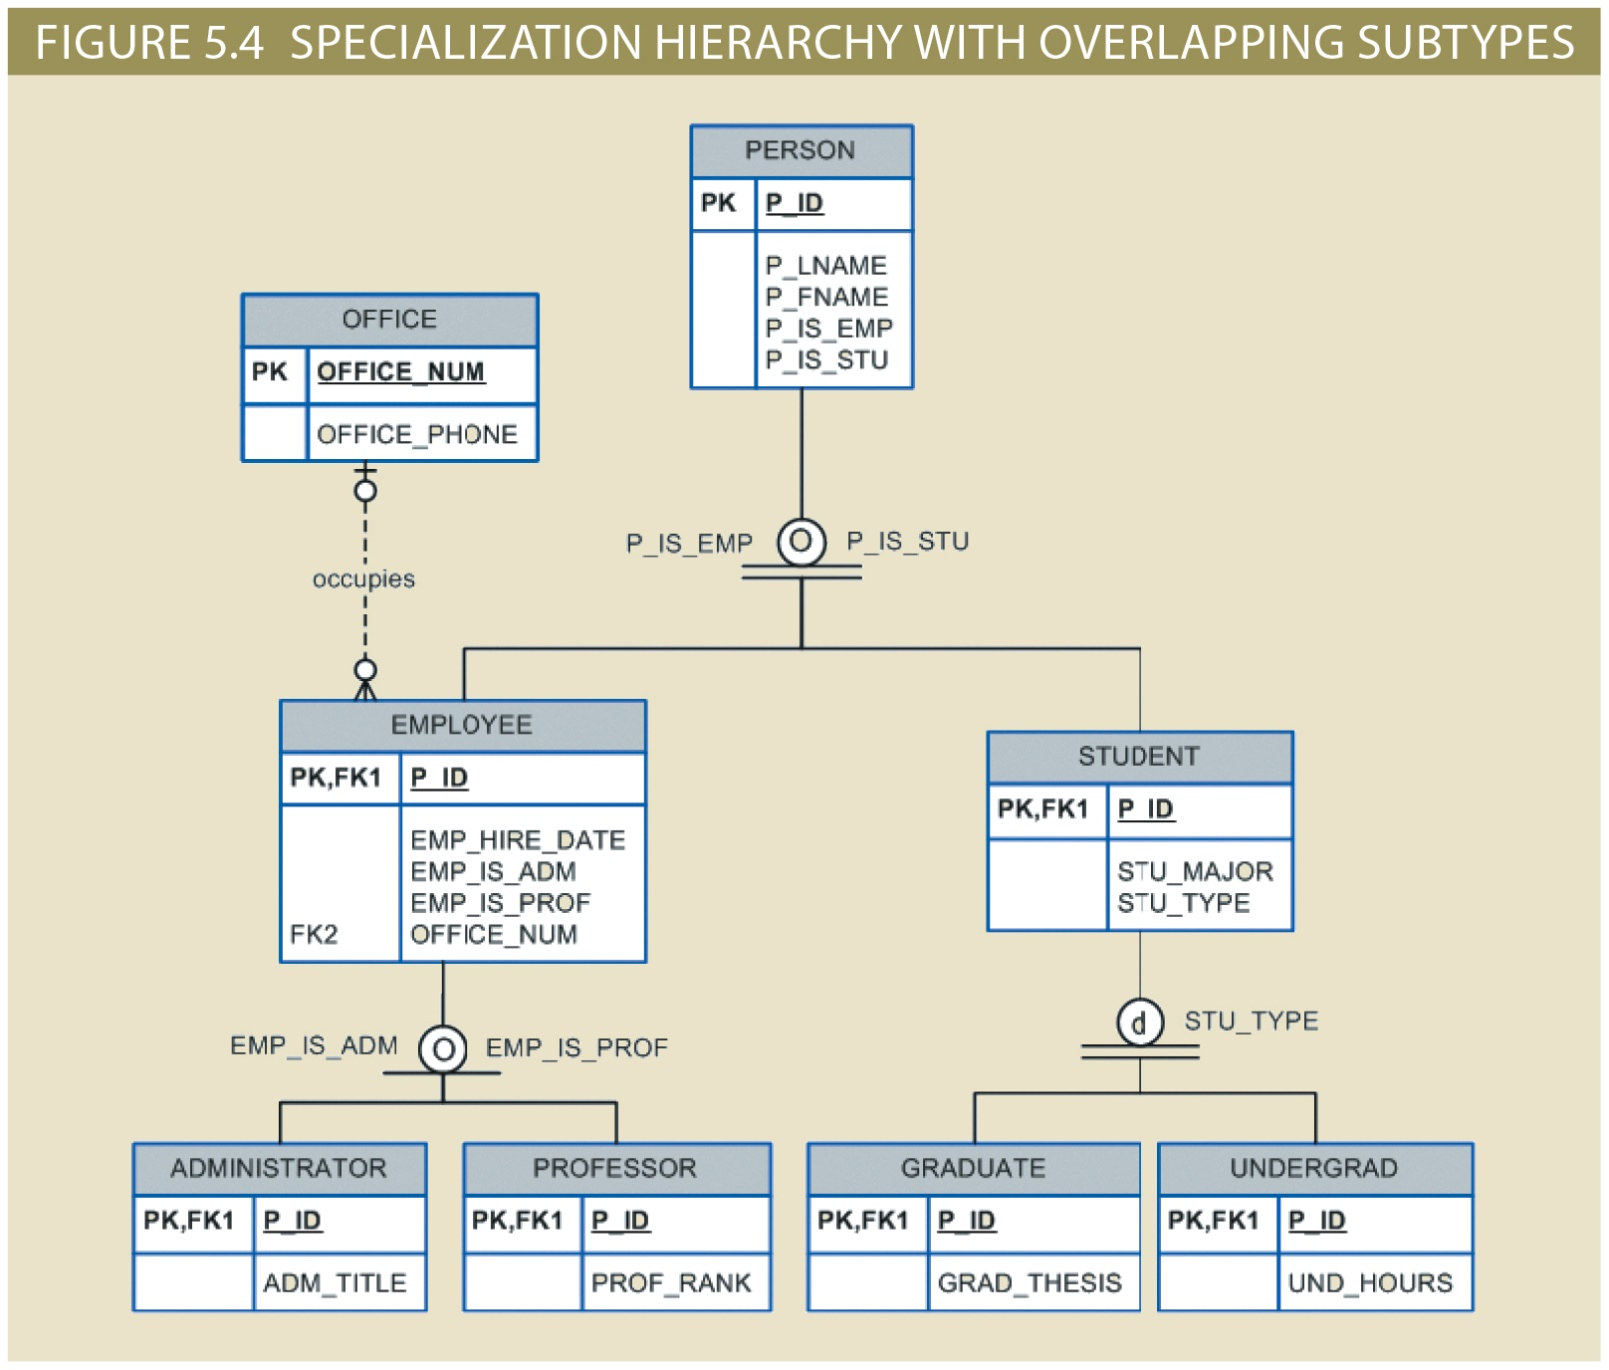 FIGURE 5.4 SPECIALIZATION HIERARCHY WITH OVERLAPPING SUBTYPES
PERSON
PK P_ID
P_LNAME
P_FNAME
P_IS_EMP
P_IS_STU
OFFICE
PK OFFICE_NUM
OFFICE_PHONE
occupies
P_IS_EMP O P_IS_STU
EMPLOYEE
PK,FK1 P_ID
EMP_HIRE_DATE
EMP_IS_ADM
EMP_IS_PROF
FK2 OFFICE_NUM
STUDENT
PK,FK1 P_ID
STU_MAJOR
STU_TYPE
EMP_IS_ADM O EMP_IS_PROF
d STU_TYPE
ADMINISTRATOR
PK,FK1 P_ID
ADM_TITLE
PROFESSOR
PK,FK1 P_ID
PROF_RANK
GRADUATE
PK,FK1 P_ID
GRAD_THESIS
UNDERGRAD
PK,FK1 P_ID
UND_HOURS